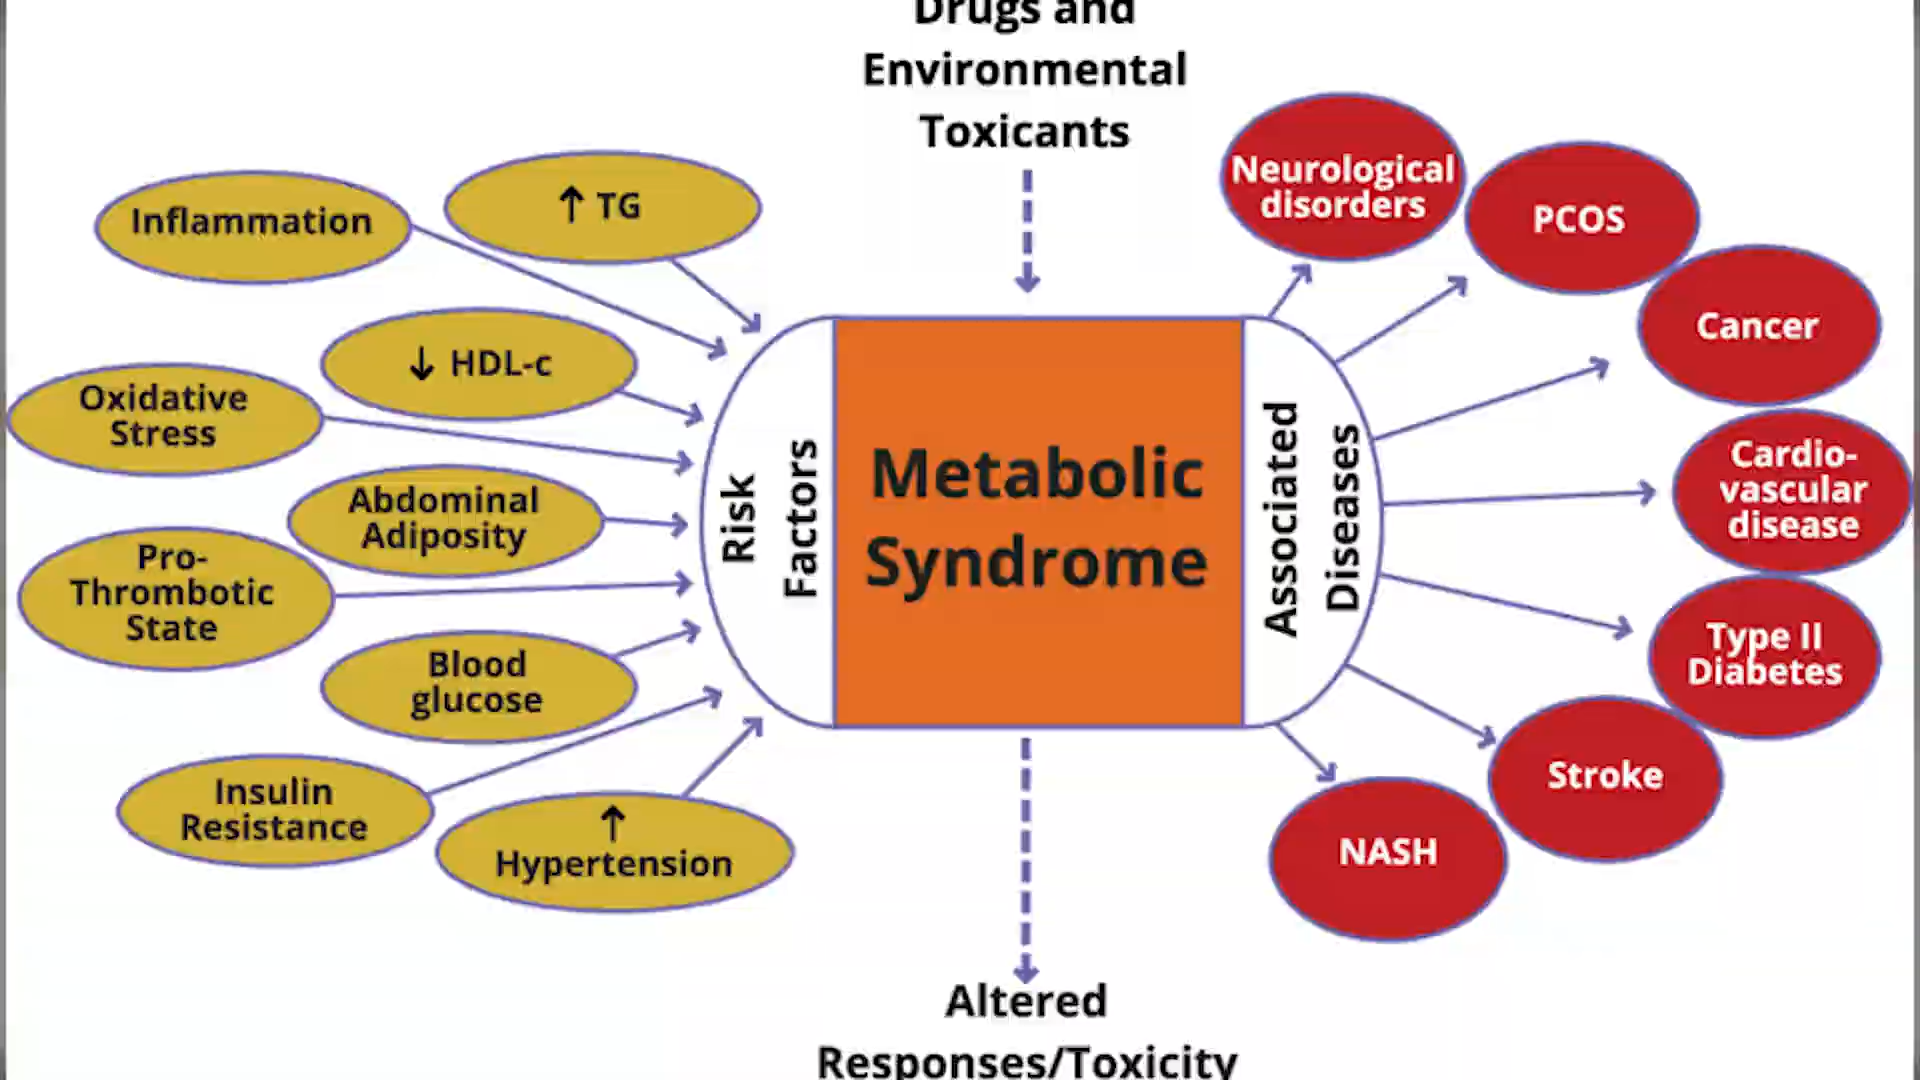 Drugs and
Environmental
Toxicants
Inflammation
↑ TG
↓ HDL-c
Oxidative
Stress
Abdominal
Adiposity
Pro-
Thrombotic
State
Blood
glucose
Insulin
Resistance
↑
Hypertension
Risk
Factors
Metabolic
Syndrome
Associated
Diseases
Neurological
disorders
PCOS
Cancer
Cardio-
vascular
disease
Type II
Diabetes
Stroke
NASH
Altered
Responses/Toxicity